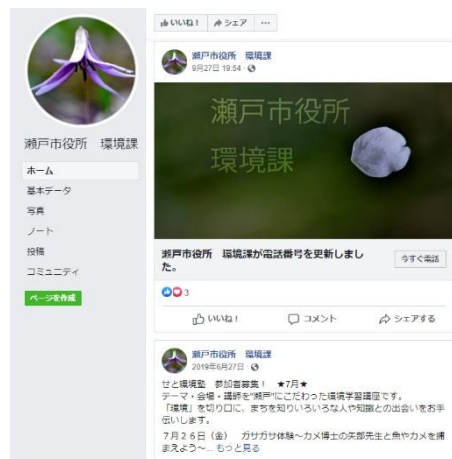 いいね！ シェア …
瀬戸市役所　環境課
ホーム
基本データ
写真
ノート
投稿
コミュニティ
ページを作成
瀬戸市役所　環境課
9月27日 19:54
瀬戸市役所
環境課
瀬戸市役所　環境課が電話番号を更新しまし
た。
今すぐ電話
3
いいね！ コメント シェアする
瀬戸市役所　環境課
2019年6月27日
せと環境塾　参加者募集！　★7月★
テーマ・会場・講師を"瀬戸"にこだわった環境学習講座です。
「環境」を切り口に、まちを知りいろいろな人や知識との出会いをお手
伝いします。
７月２６日（金）　ガサガサ体験～カメ博士の矢部先生と魚やカメを捕
まえよう～... もっと見る